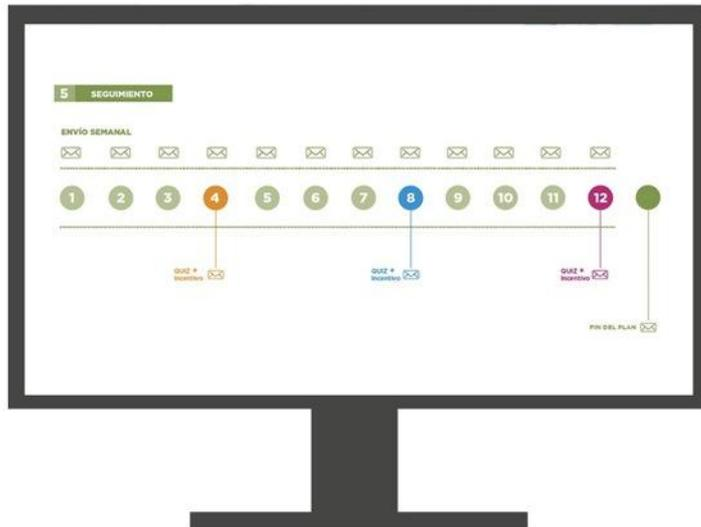 5 SEGUIMIENTO
ENVÍO SEMANAL
1 2 3 4 5 6 7 8 9 10 11 12
QUIZ +
Incentivo
QUIZ +
Incentivo
QUIZ +
Incentivo
FIN DEL PLAN